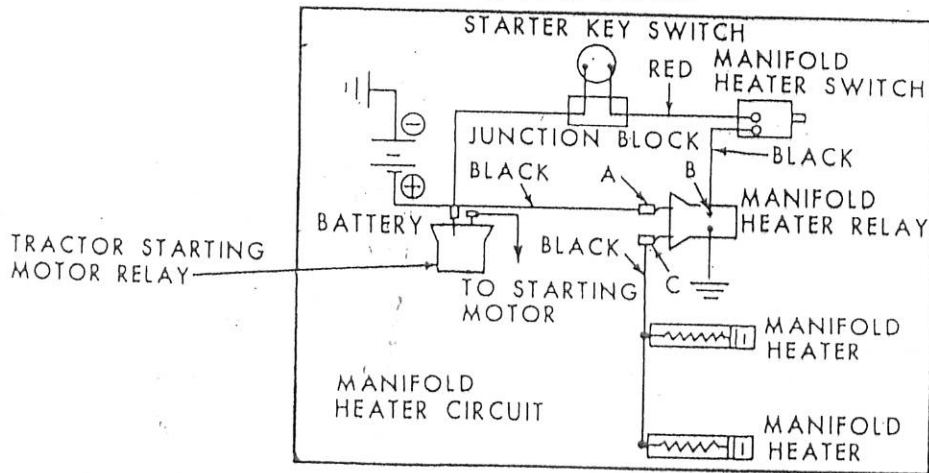 STARTER KEY SWITCH
RED
MANIFOLD
HEATER SWITCH
JUNCTION BLOCK
BLACK
BLACK
A
B
MANIFOLD
HEATER RELAY
BATTERY
TRACTOR STARTING
MOTOR RELAY
BLACK
C
TO STARTING
MOTOR
MANIFOLD
HEATER
MANIFOLD
HEATER CIRCUIT
MANIFOLD
HEATER